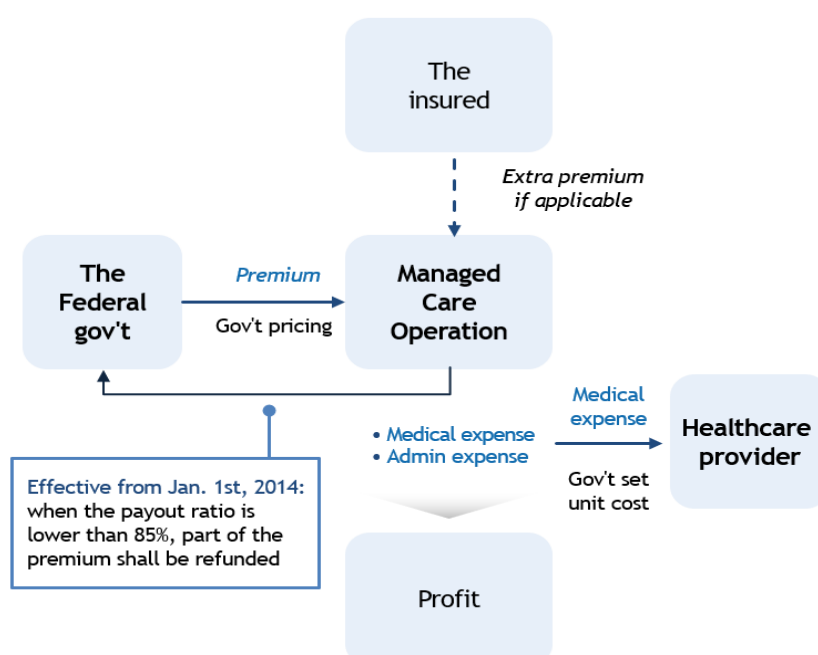 The
insured
Extra premium
if applicable
The
Federal
gov't
Premium
Gov't pricing
Managed
Care
Operation
Medical
expense
• Medical expense
• Admin expense
Gov't set
unit cost
Healthcare
provider
Effective from Jan. 1st, 2014:
when the payout ratio is
lower than 85%, part of the
premium shall be refunded
Profit